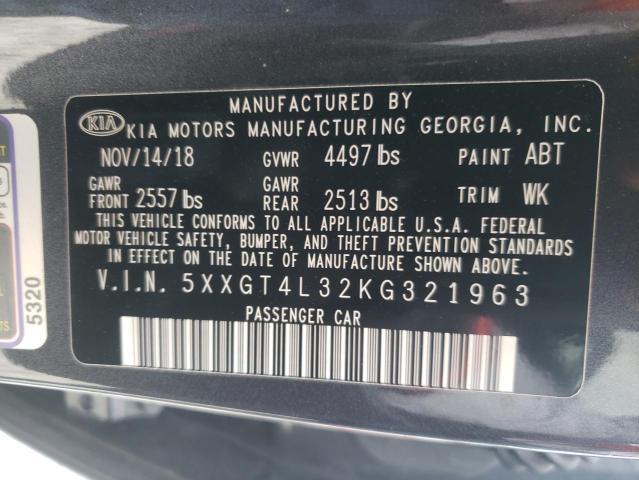 MANUFACTURED BY
KIA KIA MOTORS MANUFACTURING GEORGIA, INC.
NOV/14/18 GVWR 4497 lbs PAINT ABT
GAWR FRONT 2557 lbs GAWR REAR 2513 lbs TRIM WK
THIS VEHICLE CONFORMS TO ALL APPLICABLE U.S.A. FEDERAL
MOTOR VEHICLE SAFETY, BUMPER, AND THEFT PREVENTION STANDARDS
IN EFFECT ON THE DATE OF MANUFACTURE SHOWN ABOVE.
V.I.N. 5XXGT4L32KG321963
PASSENGER CAR
5320